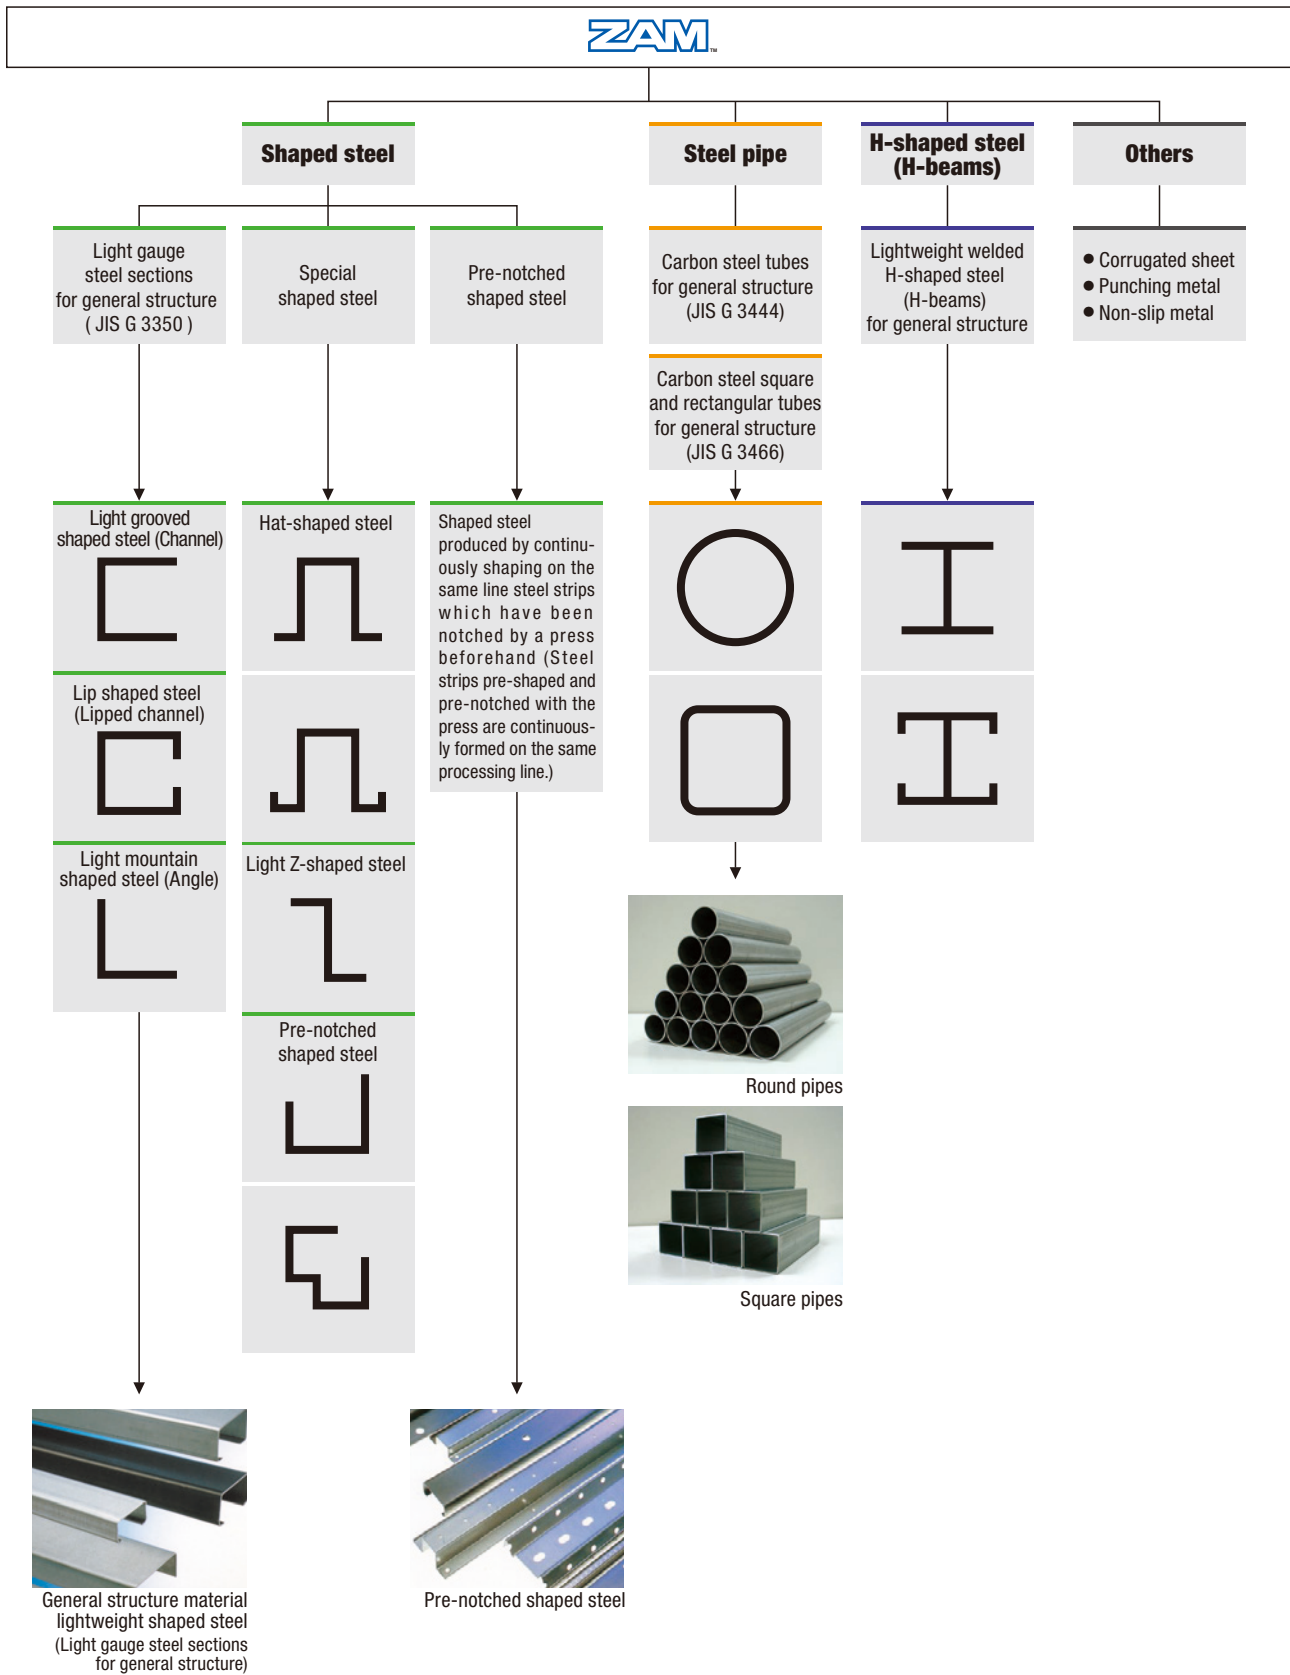 ZAM™
Shaped steel
Steel pipe
H-shaped steel
(H-beams)
Others
Light gauge
steel sections
for general structure
( JIS G 3350 )
Special
shaped steel
Pre-notched
shaped steel
Carbon steel tubes
for general structure
(JIS G 3444)
Lightweight welded
H-shaped steel
(H-beams)
for general structure
● Corrugated sheet
● Punching metal
● Non-slip metal
Carbon steel square
and rectangular tubes
for general structure
(JIS G 3466)
Light grooved
shaped steel (Channel)
Lip shaped steel
(Lipped channel)
Light mountain
shaped steel (Angle)
Hat-shaped steel
Light Z-shaped steel
Pre-notched
shaped steel
Shaped steel
produced by continu-
ously shaping on the
same line steel strips
which have been
notched by a press
beforehand (Steel
strips pre-shaped and
pre-notched with the
press are continuous-
ly formed on the same
processing line.)
Round pipes
Square pipes
General structure material
lightweight shaped steel
(Light gauge steel sections
for general structure)
Pre-notched shaped steel